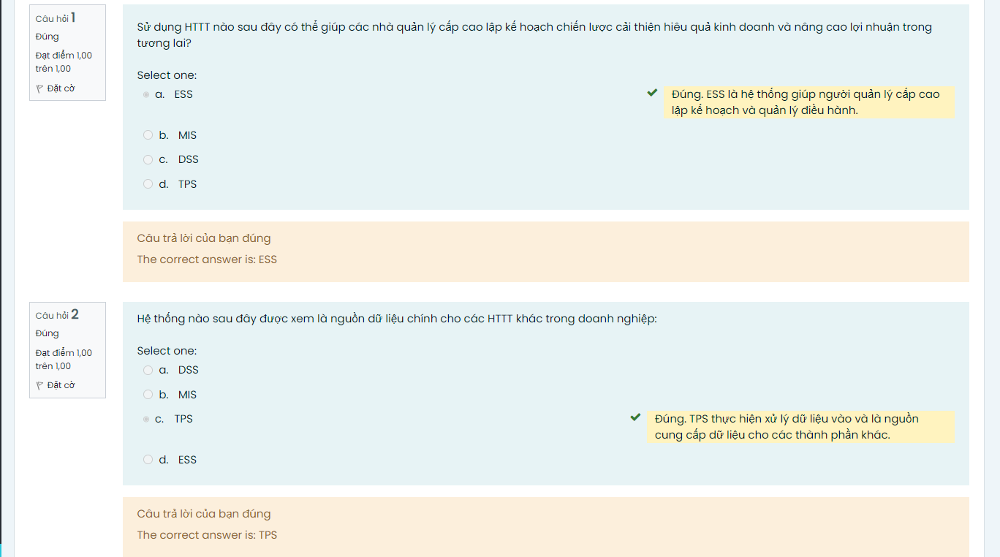 Câu hỏi 1
Đúng
Đạt điểm 1,00
trên 1,00
Đặt cờ
Sử dụng HTTT nào sau đây có thể giúp các nhà quản lý cấp cao lập kế hoạch chiến lược cải thiện hiêu quả kinh doanh và nâng cao lợi nhuận trong
tương lai?
Select one:
a. ESS
Đúng. ESS là hệ thống giúp người quản lý cấp cao
lập kế hoạch và quản lý điều hành.
b. MIS
c. DSS
d. TPS
Câu trả lời của bạn đúng
The correct answer is: ESS
Câu hỏi 2
Đúng
Đạt điểm 1,00
trên 1,00
Đặt cờ
Hệ thống nào sau đây được xem là nguồn dữ liệu chính cho các HTTT khác trong doanh nghiệp:
Select one:
a. DSS
b. MIS
c. TPS
Đúng. TPS thực hiện xử lý dữ liệu vào và là nguồn
cung cấp dữ liệu cho các thành phần khác.
d. ESS
Câu trả lời của bạn đúng
The correct answer is: TPS